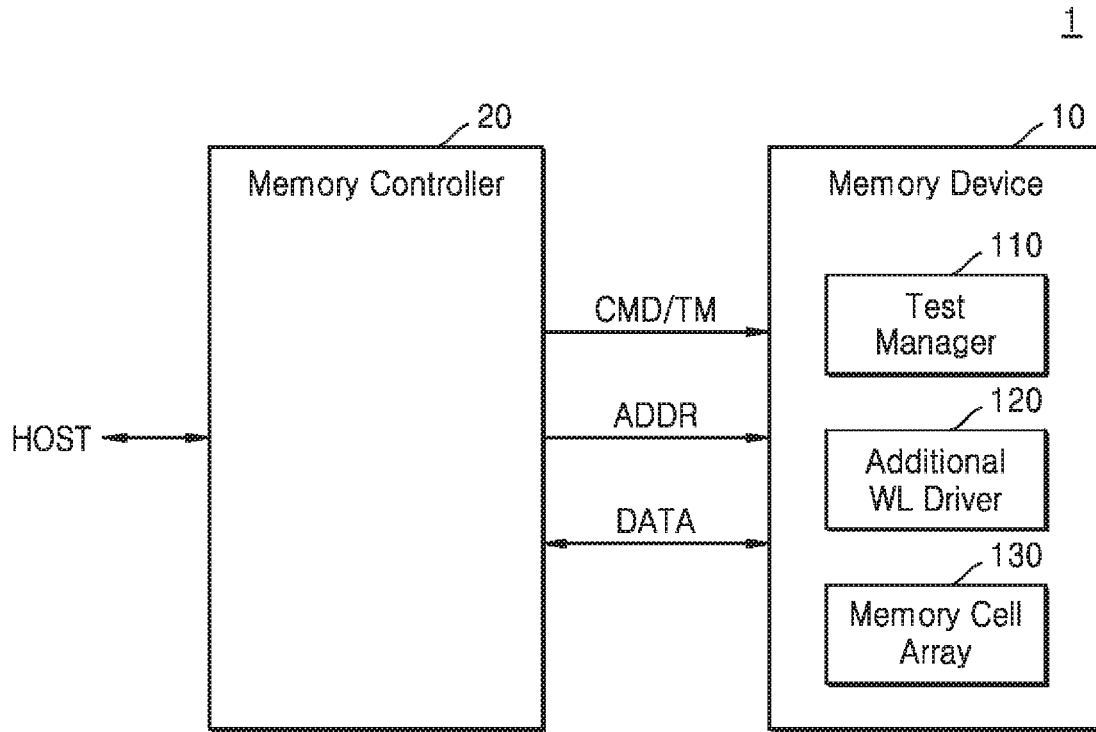 1
20
10
Memory Controller
Memory Device
110
Test
Manager
CMD/TM
120
HOST
ADDR
Additional
WL Driver
DATA
130
Memory Cell
Array